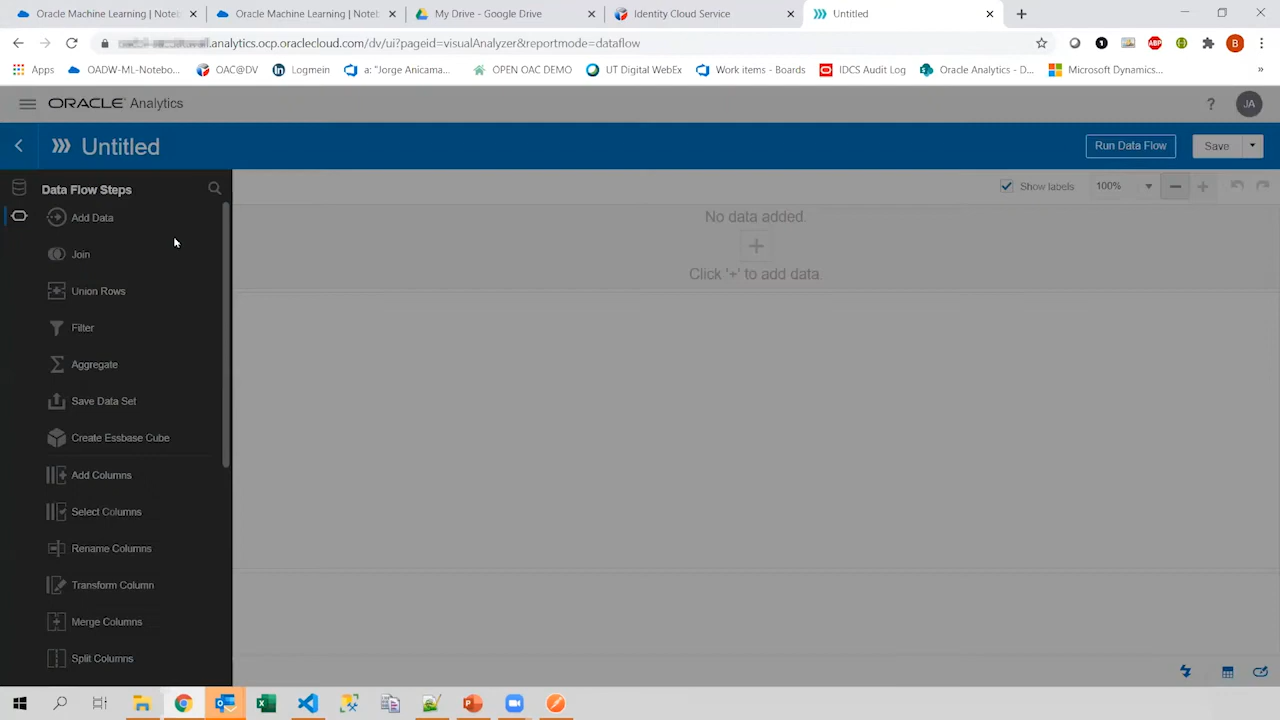 Oracle Machine Learning | Noteb
Oracle Machine Learning | Noteb
My Drive - Google Drive
Identity Cloud Service
Untitled
.analytics.ocp.oraclecloud.com/dv/ui?pageid=visualAnalyzer&reportmode=dataflow
ABP
B
Apps
OADW-ML-Notebo...
OAC@DV
Logmein
a: "Jorge Anicama...
OPEN OAC DEMO
UT Digital WebEx
Work items - Boards
IDCS Audit Log
Oracle Analytics - D...
Microsoft Dynamics...
»
ORACLE Analytics
?
JA
Untitled
Run Data Flow
Save
Data Flow Steps
Show labels
100%
Add Data
No data added.
Click '+' to add data.
Join
Union Rows
Filter
Aggregate
Save Data Set
Create Essbase Cube
Add Columns
Select Columns
Rename Columns
Transform Column
Merge Columns
Split Columns